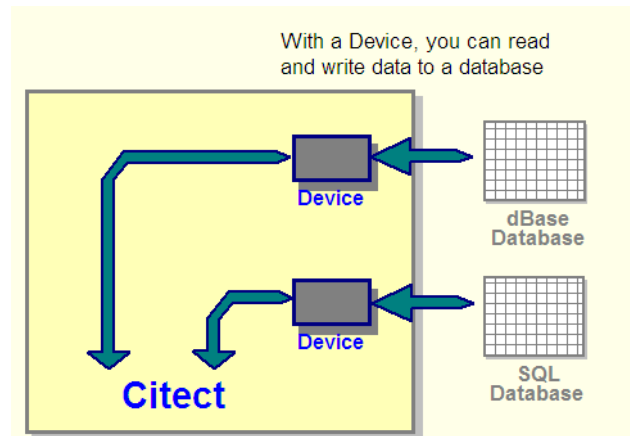 With a Device, you can read
and write data to a database
Device
dBase
Database
Device
SQL
Database
Citect